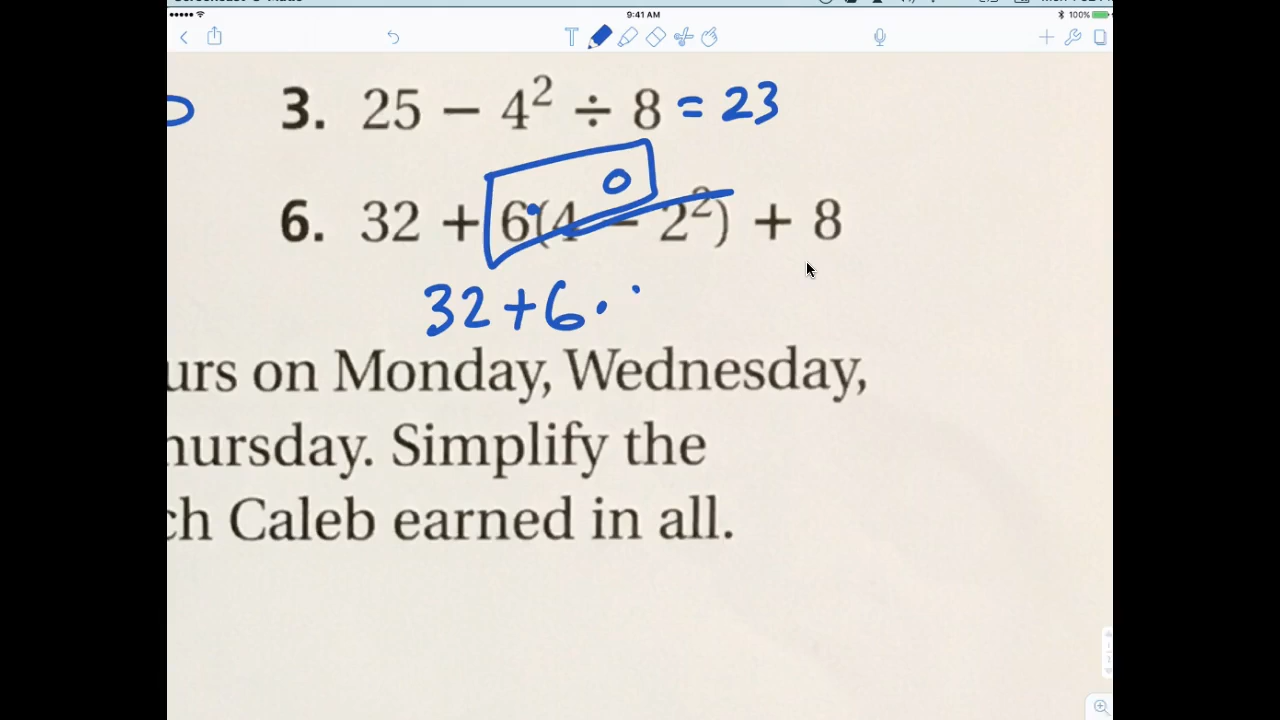 9:41 AM
100%
3. 25 − 4² ÷ 8 = 23
0
6. 32 + 6·(4 − 2²) + 8
32+6·
urs on Monday, Wednesday,
hursday. Simplify the
ch Caleb earned in all.